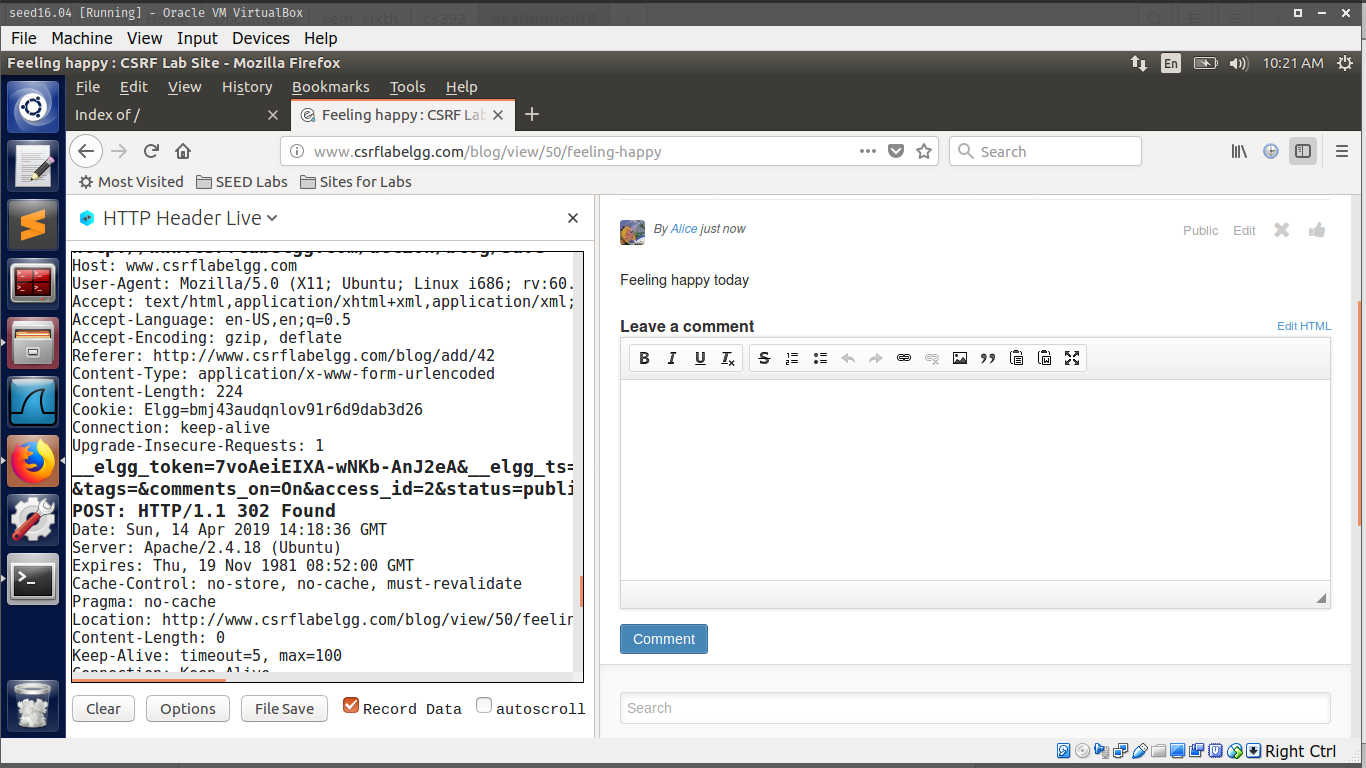 seed16.04 [Running] - Oracle VM VirtualBox
sem_sixth cs392 assignment6
File Machine View Input Devices Help
Feeling happy : CSRF Lab Site - Mozilla Firefox
En
10:21 AM
File Edit View History Bookmarks Tools Help
Index of /
Feeling happy : CSRF La
www.csrflabelgg.com/blog/view/50/feeling-happy
Search
Most Visited SEED Labs Sites for Labs
HTTP Header Live
Host: www.csrflabelgg.com
User-Agent: Mozilla/5.0 (X11; Ubuntu; Linux i686; rv:60.
Accept: text/html,application/xhtml+xml,application/xml;
Accept-Language: en-US,en;q=0.5
Accept-Encoding: gzip, deflate
Referer: http://www.csrflabelgg.com/blog/add/42
Content-Type: application/x-www-form-urlencoded
Content-Length: 224
Cookie: Elgg=bmj43audqnlov91r6d9dab3d26
Connection: keep-alive
Upgrade-Insecure-Requests: 1
__elgg_token=7voAeiEIXA-wNKb-AnJ2eA&__elgg_ts=
&tags=&comments_on=On&access_id=2&status=publi
POST: HTTP/1.1 302 Found
Date: Sun, 14 Apr 2019 14:18:36 GMT
Server: Apache/2.4.18 (Ubuntu)
Expires: Thu, 19 Nov 1981 08:52:00 GMT
Cache-Control: no-store, no-cache, must-revalidate
Pragma: no-cache
Location: http://www.csrflabelgg.com/blog/view/50/feelin
Content-Length: 0
Keep-Alive: timeout=5, max=100
Connection: Keep-Alive
Clear Options File Save Record Data autoscroll
By Alice just now
Public Edit
Feeling happy today
Leave a comment
Edit HTML
B I U Tx S
Comment
Search
Right Ctrl